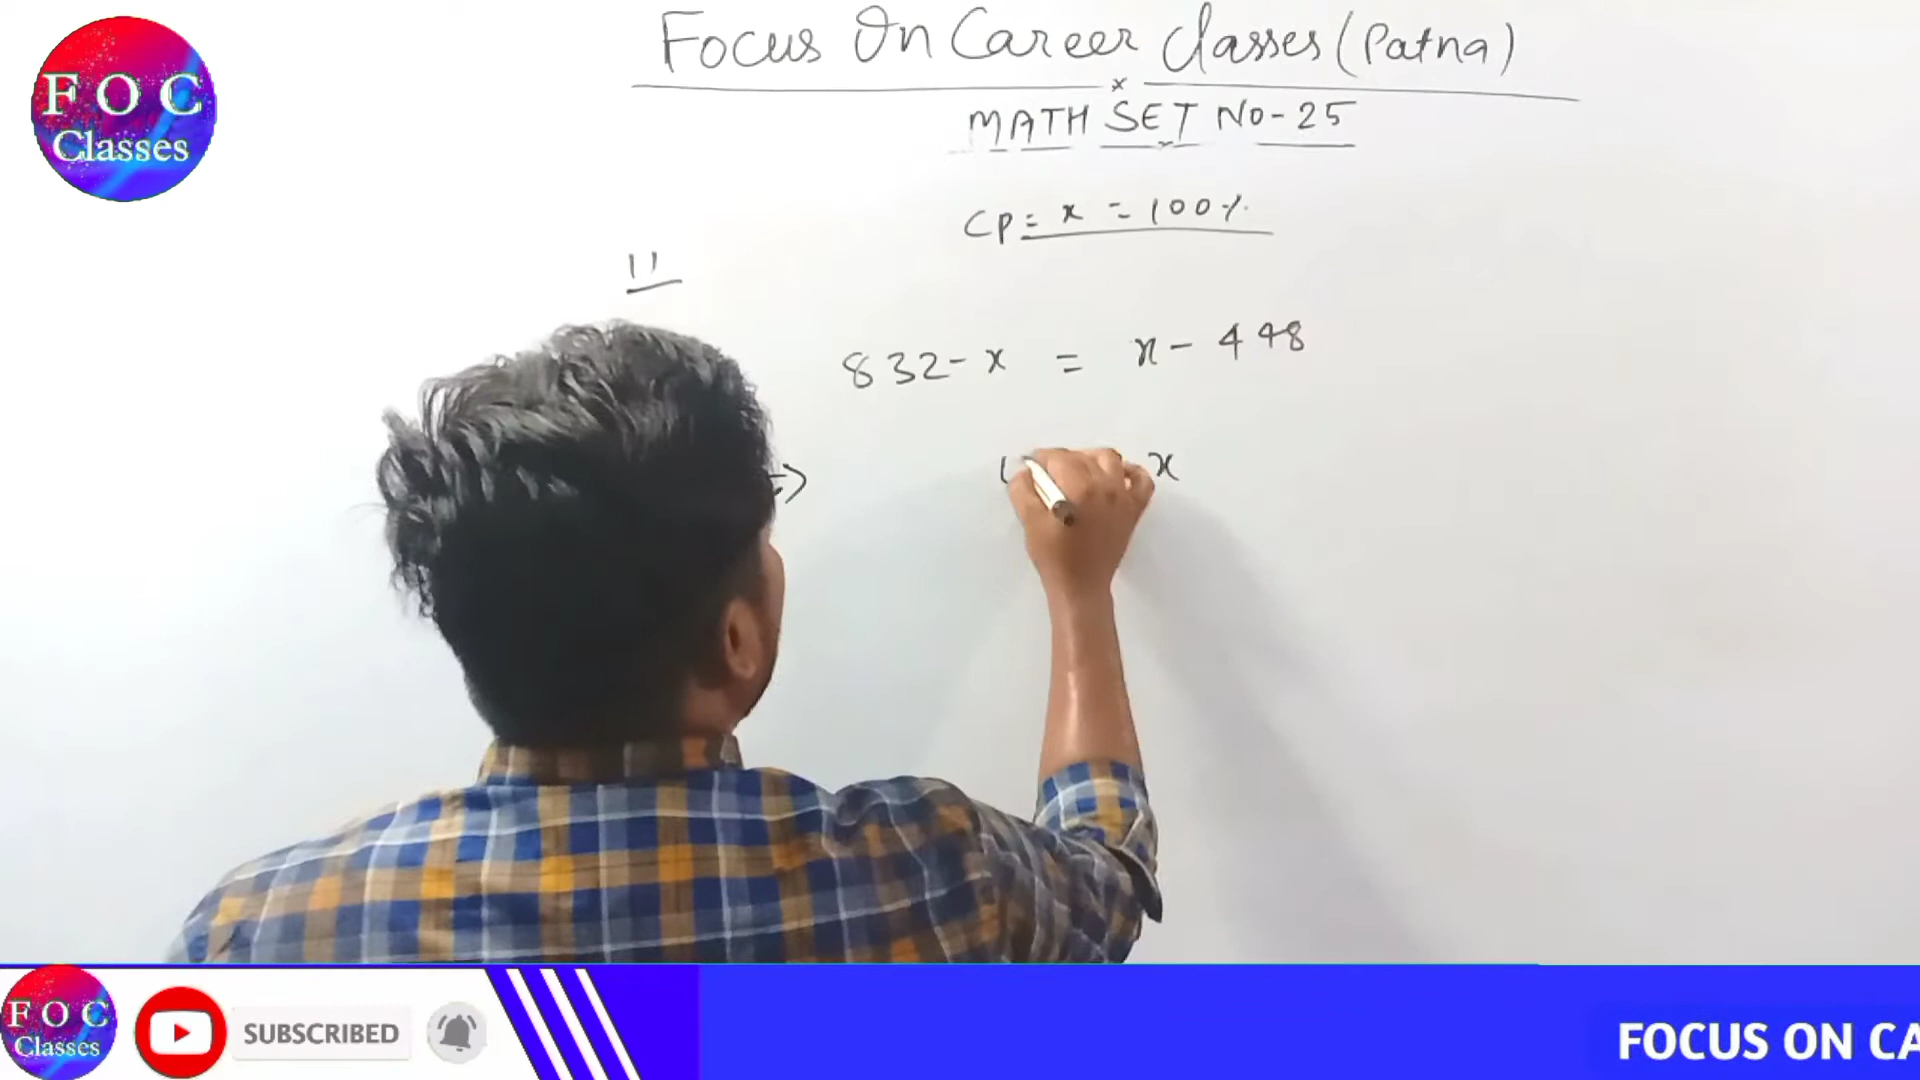 F O C
Classes
Focus On Career Classes (Patna)
MATH SET NO-25
CP = x = 100%
11
832 - x = x - 448
=> x
F O C
Classes
SUBSCRIBED
FOCUS ON CA